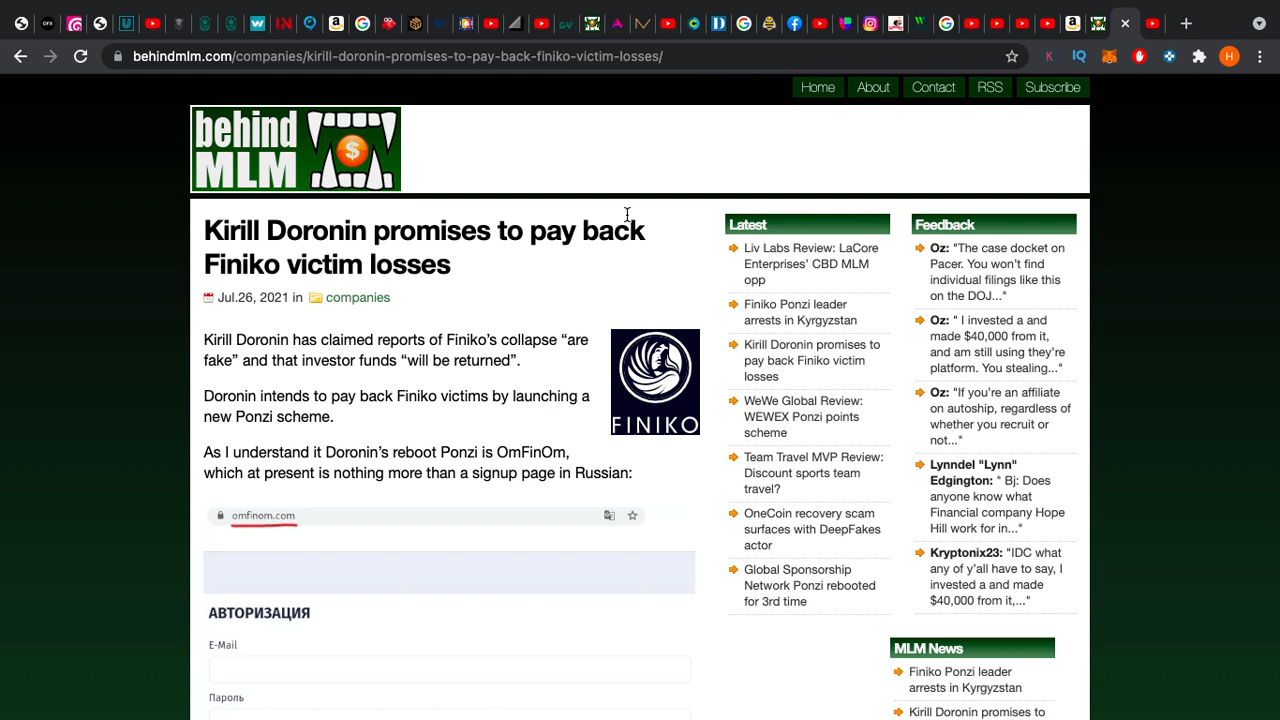 behindmlm.com/companies/kirill-doronin-promises-to-pay-back-finiko-victim-losses/
Home About Contact RSS Subscribe
behind
MLM
Kirill Doronin promises to pay back
Finiko victim losses
Jul.26, 2021 in companies
Kirill Doronin has claimed reports of Finiko’s collapse “are
fake” and that investor funds “will be returned”.
Doronin intends to pay back Finiko victims by launching a
new Ponzi scheme.
As I understand it Doronin’s reboot Ponzi is OmFinOm,
which at present is nothing more than a signup page in Russian:
FINIKO
omfinom.com
АВТОРИЗАЦИЯ
E-Mail
Пароль
Latest
Liv Labs Review: LaCore
Enterprises’ CBD MLM
opp
Finiko Ponzi leader
arrests in Kyrgyzstan
Kirill Doronin promises to
pay back Finiko victim
losses
WeWe Global Review:
WEWEX Ponzi points
scheme
Team Travel MVP Review:
Discount sports team
travel?
OneCoin recovery scam
surfaces with DeepFakes
actor
Global Sponsorship
Network Ponzi rebooted
for 3rd time
Feedback
Oz: "The case docket on
Pacer. You won’t find
individual filings like this
on the DOJ..."
Oz: " I invested a and
made $40,000 from it,
and am still using they’re
platform. You stealing..."
Oz: "If you’re an affiliate
on autoship, regardless of
whether you recruit or
not..."
Lynndel "Lynn"
Edgington: " Bj: Does
anyone know what
Financial company Hope
Hill work for in..."
Kryptonix23: "IDC what
any of y’all have to say, I
invested a and made
$40,000 from it,..."
MLM News
Finiko Ponzi leader
arrests in Kyrgyzstan
Kirill Doronin promises to